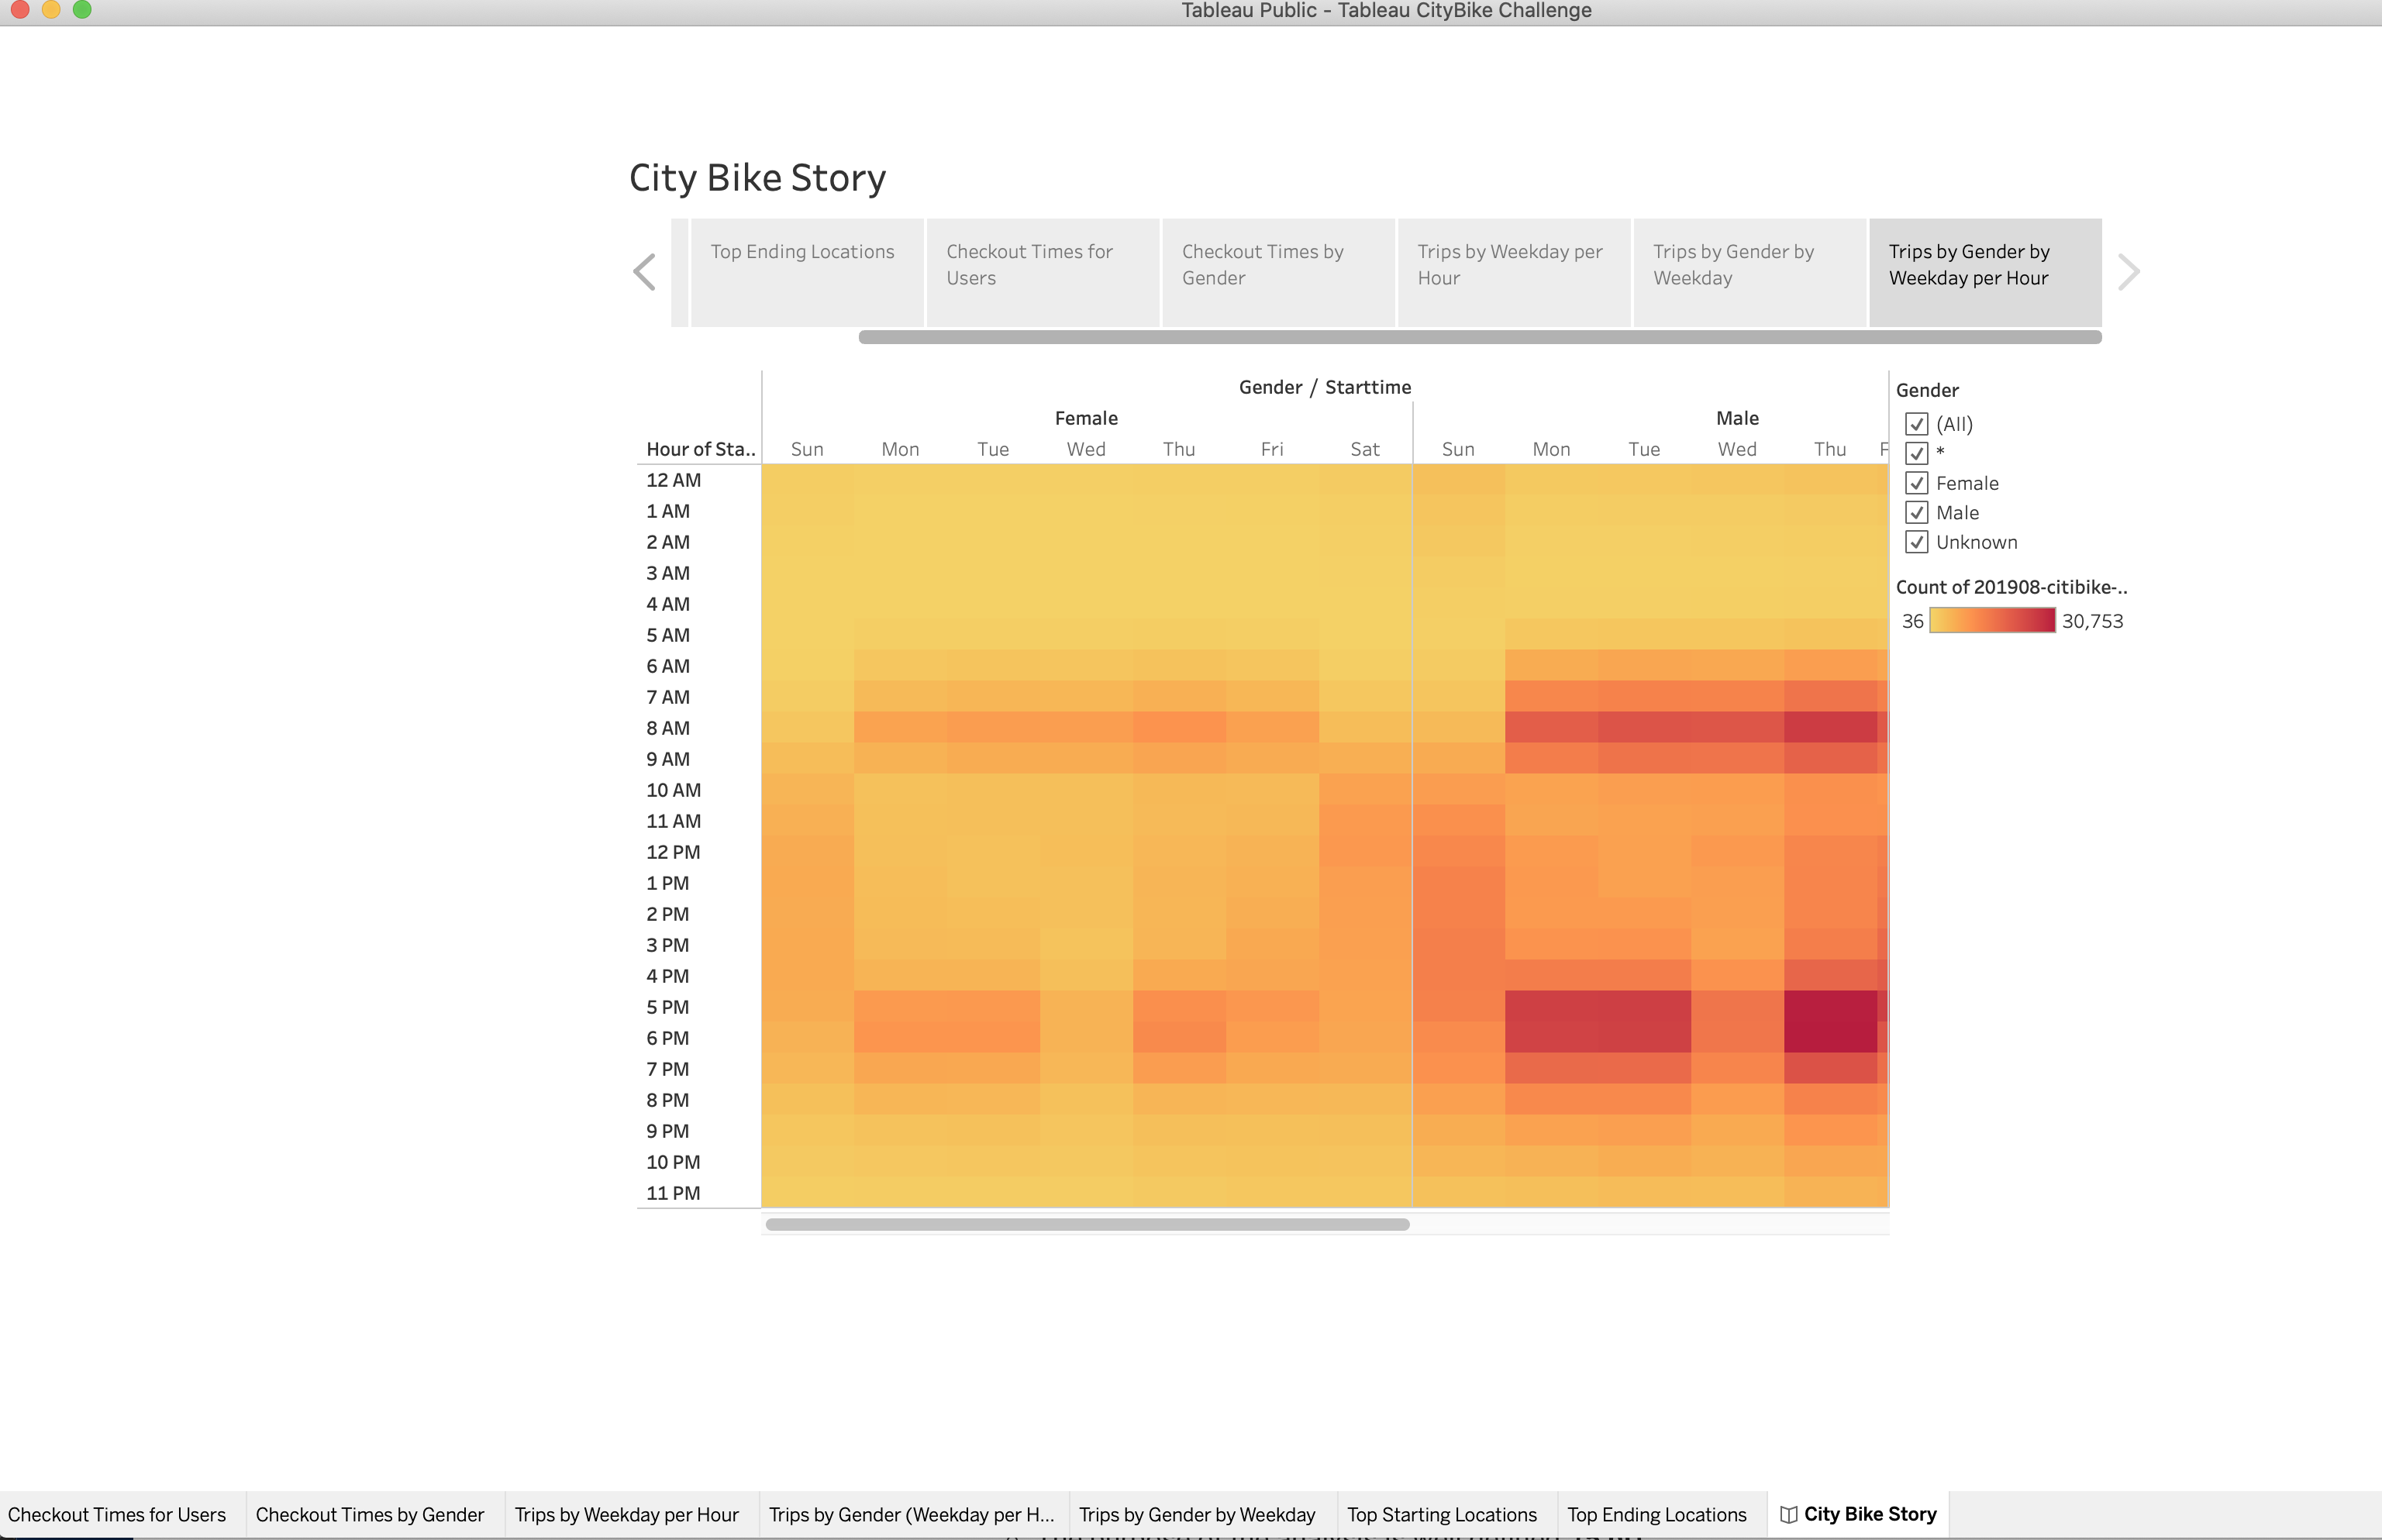 Tableau Public - Tableau CityBike Challenge
City Bike Story
Top Ending Locations
Checkout Times for
Users
Checkout Times by
Gender
Trips by Weekday per
Hour
Trips by Gender by
Weekday
Trips by Gender by
Weekday per Hour
Gender / Starttime
Female Male
Hour of Sta.. Sun Mon Tue Wed Thu Fri Sat Sun Mon Tue Wed Thu F
12 AM
1 AM
2 AM
3 AM
4 AM
5 AM
6 AM
7 AM
8 AM
9 AM
10 AM
11 AM
12 PM
1 PM
2 PM
3 PM
4 PM
5 PM
6 PM
7 PM
8 PM
9 PM
10 PM
11 PM
Gender
(All)
*
Female
Male
Unknown
Count of 201908-citibike-..
36 30,753
Checkout Times for Users Checkout Times by Gender Trips by Weekday per Hour Trips by Gender (Weekday per H... Trips by Gender by Weekday Top Starting Locations Top Ending Locations City Bike Story